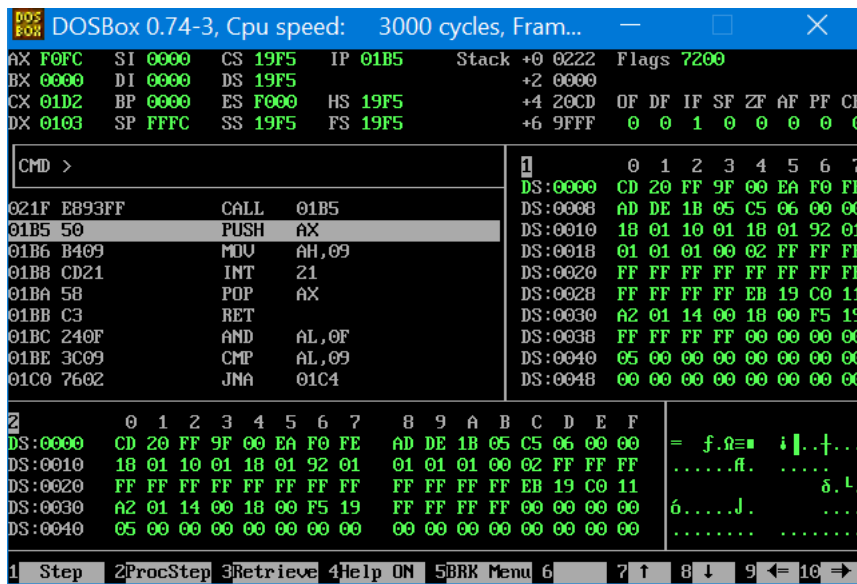 DOSBox 0.74-3, Cpu speed: 3000 cycles, Fram...
AX F0FC SI 0000 CS 19F5 IP 01B5 Stack +0 0222 Flags 7200
BX 0000 DI 0000 DS 19F5 +2 0000
CX 01D2 BP 0000 ES F000 HS 19F5 +4 20CD OF DF IF SF ZF AF PF
DX 0103 SP FFFC SS 19F5 FS 19F5 +6 9FFF 0 0 1 0 0 0 0
CMD >
1 0 1 2 3 4 5 6
DS:0000 CD 20 FF 9F 00 EA F0
021F E893FF CALL 01B5 DS:0008 AD DE 1B 05 C5 06 00
01B5 50 PUSH AX DS:0010 18 01 10 01 18 01 92
01B6 B409 MOV AH,09 DS:0018 01 01 01 00 02 FF FF
01B8 CD21 INT 21 DS:0020 FF FF FF FF FF FF FF
01BA 58 POP AX DS:0028 FF FF FF FF EB 19 C0
01BB C3 RET DS:0030 A2 01 14 00 18 00 F5
01BC 240F AND AL,0F DS:0038 FF FF FF FF 00 00 00
01BE 3C09 CMP AL,09 DS:0040 05 00 00 00 00 00 00
01C0 7602 JNA 01C4 DS:0048 00 00 00 00 00 00 00
2 0 1 2 3 4 5 6 7 8 9 A B C D E F
DS:0000 CD 20 FF 9F 00 EA F0 FE AD DE 1B 05 C5 06 00 00
DS:0010 18 01 10 01 18 01 92 01 01 01 01 00 02 FF FF FF
DS:0020 FF FF FF FF FF FF FF FF FF FF FF FF EB 19 C0 11
DS:0030 A2 01 14 00 18 00 F5 19 FF FF FF FF 00 00 00 00
DS:0040 05 00 00 00 00 00 00 00 00 00 00 00 00 00 00 00
1 Step 2ProcStep 3Retrieve 4Help ON 5BRK Menu 6 7 ↑ 8 ↓ 9 ⇐ 10 ⇒